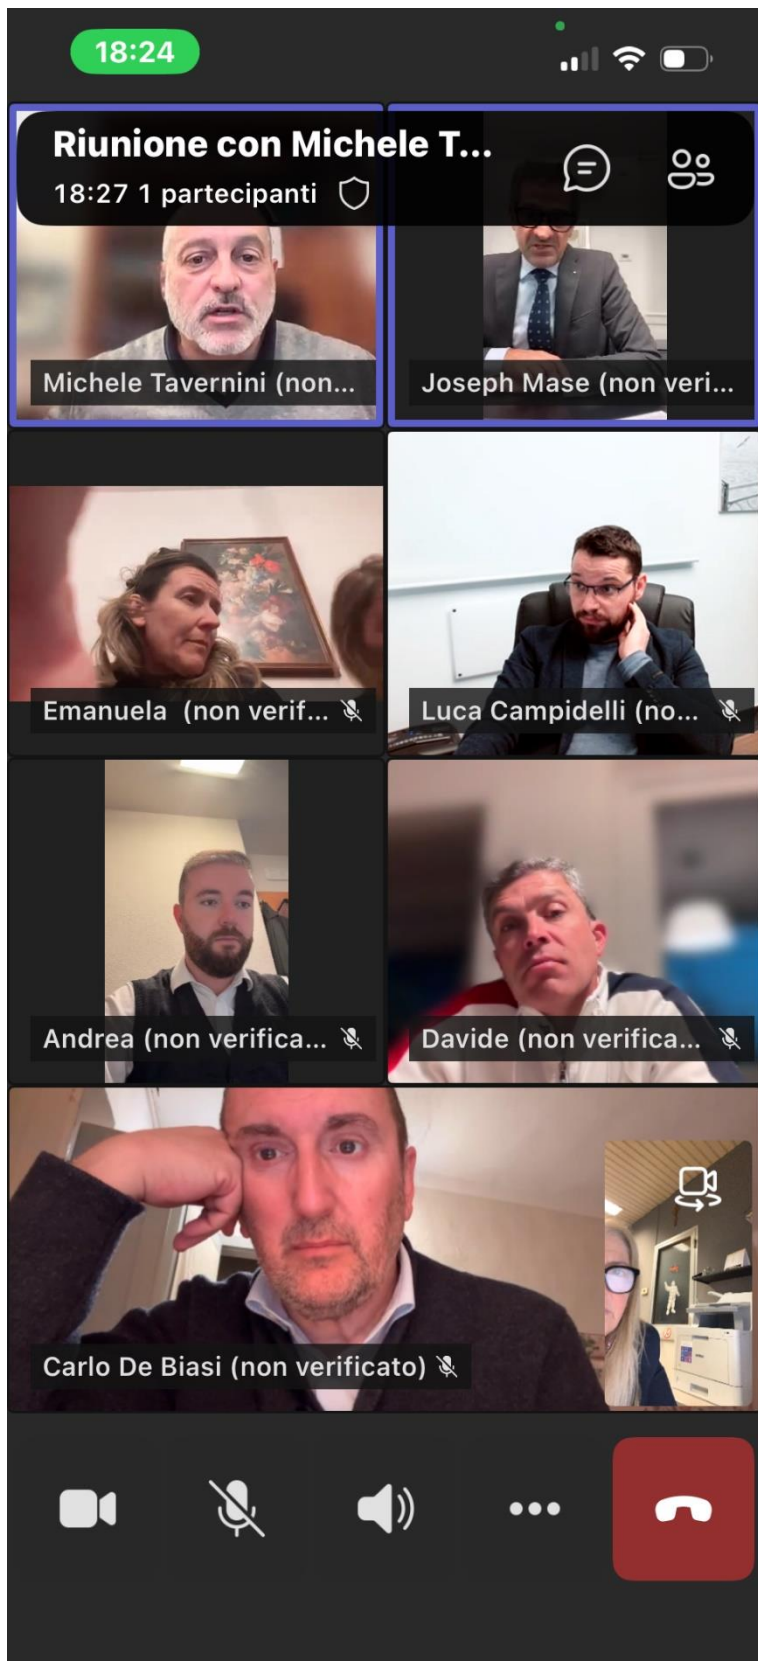 18:24
Riunione con Michele T...
18:27 1 partecipanti
Michele Tavernini (non...
Joseph Mase (non veri...
Emanuela (non verif...
Luca Campidelli (no...
Andrea (non verifica...
Davide (non verifica...
Carlo De Biasi (non verificato)